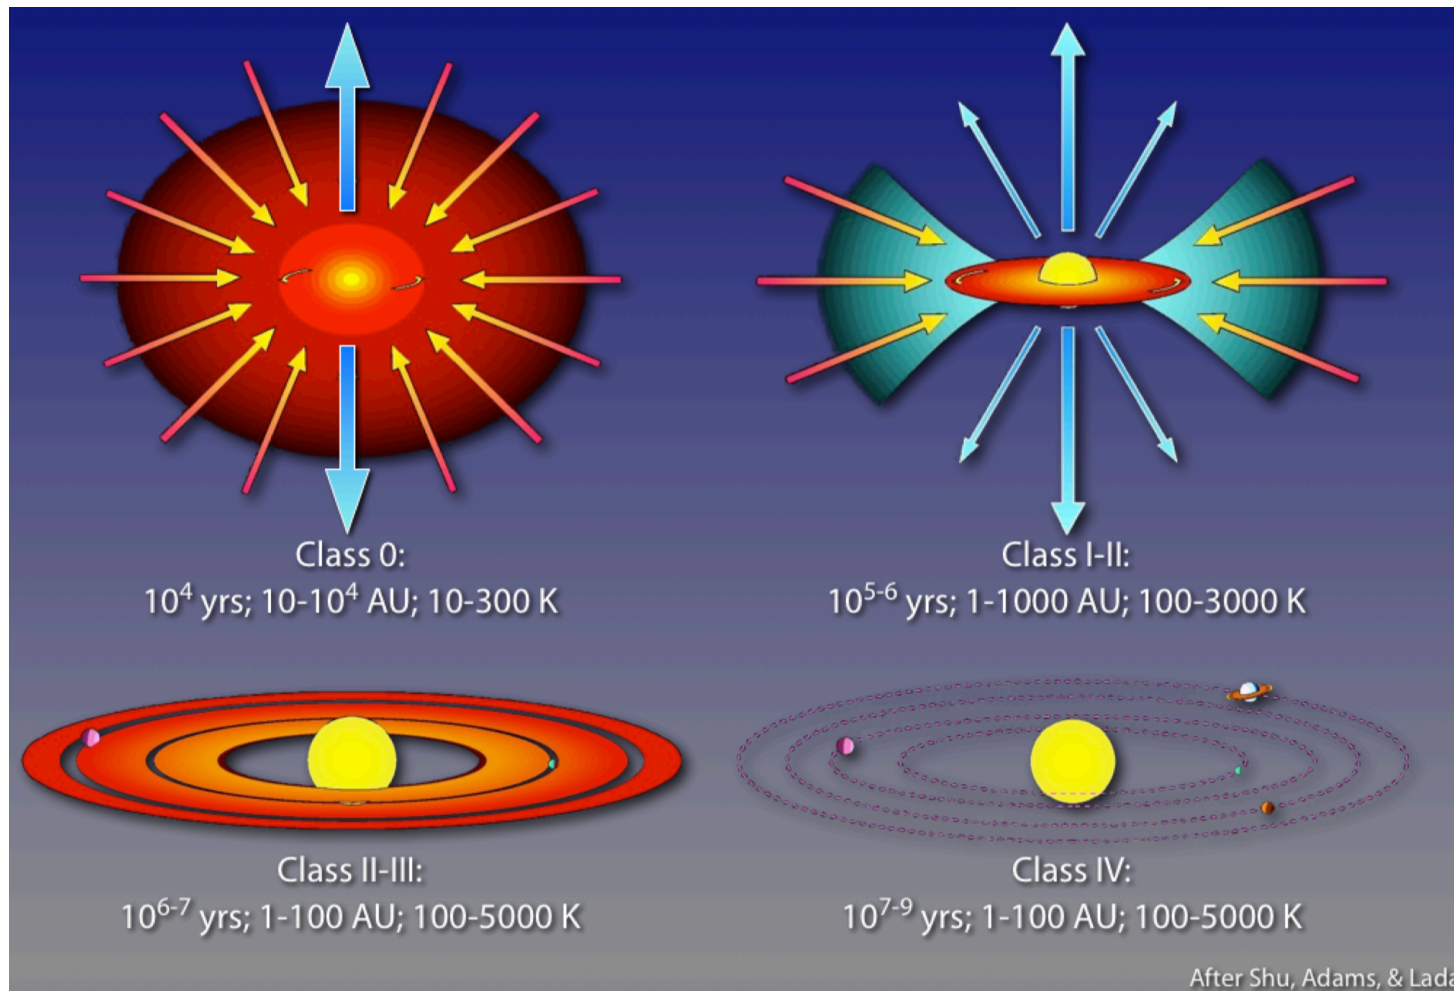 Class 0:
10⁴ yrs; 10-10⁴ AU; 10-300 K
Class I-II:
10⁵⁻⁶ yrs; 1-1000 AU; 100-3000 K
Class II-III:
10⁶⁻⁷ yrs; 1-100 AU; 100-5000 K
Class IV:
10⁷⁻⁹ yrs; 1-100 AU; 100-5000 K
After Shu, Adams, & Lada